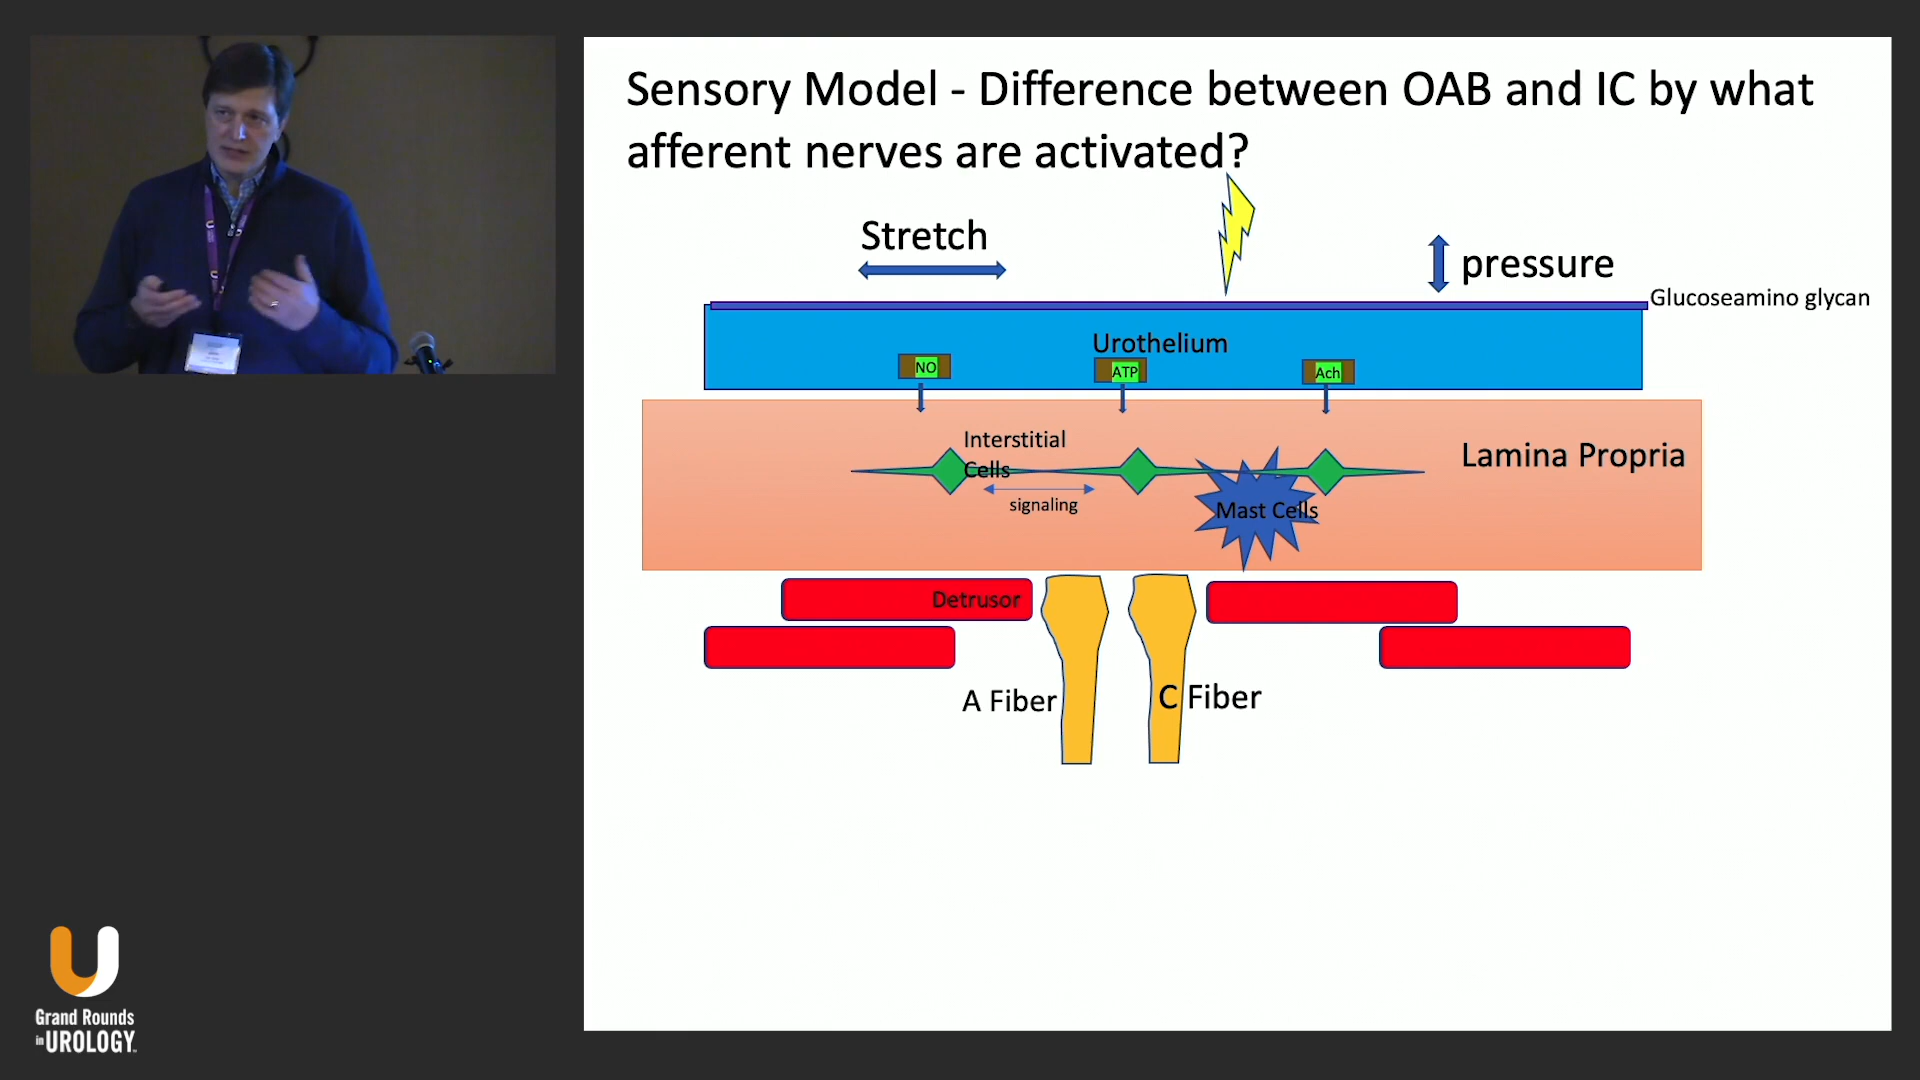 Sensory Model - Difference between OAB and IC by what
afferent nerves are activated?
Stretch
pressure
Glucoseamino glycan
Urothelium
NO
ATP
Ach
Interstitial
Cells
signaling
Mast Cells
Lamina Propria
Detrusor
A Fiber
C Fiber
Grand Rounds
in UROLOGY